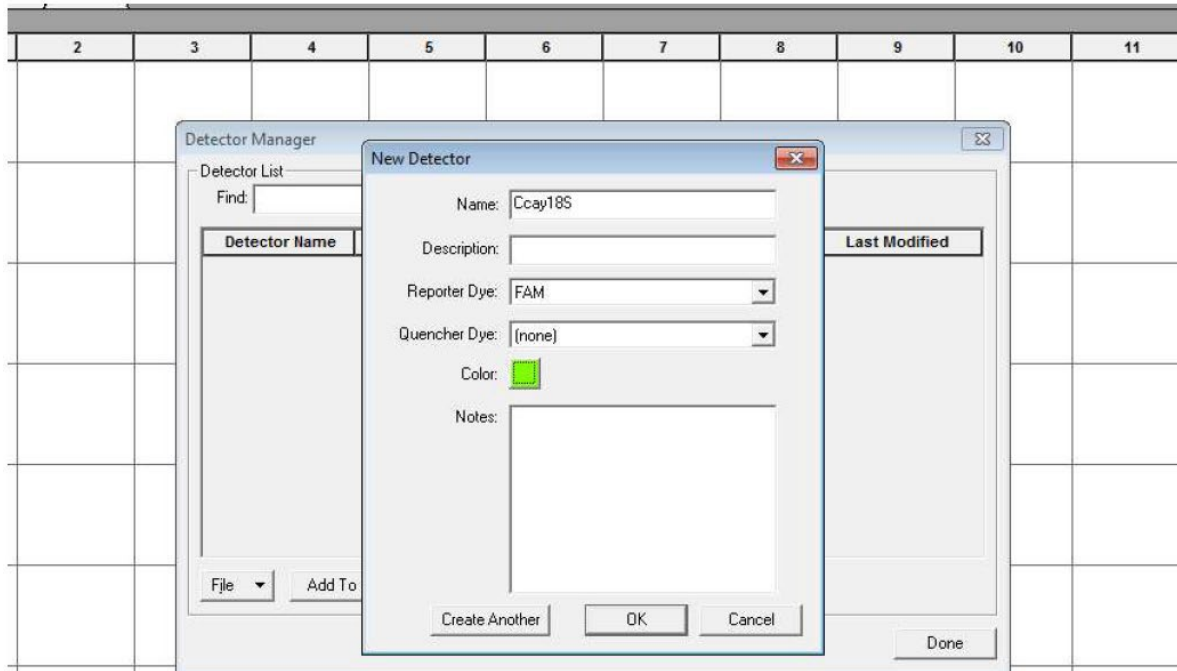 2 3 4 5 6 7 8 9 10 11
Detector Manager
New Detector
Detector List
Find:
Name: Ccay18S
Detector Name
Last Modified
Description:
Reporter Dye: FAM
Quencher Dye: (none)
Color:
Notes:
File
Add To
Create Another
OK
Cancel
Done